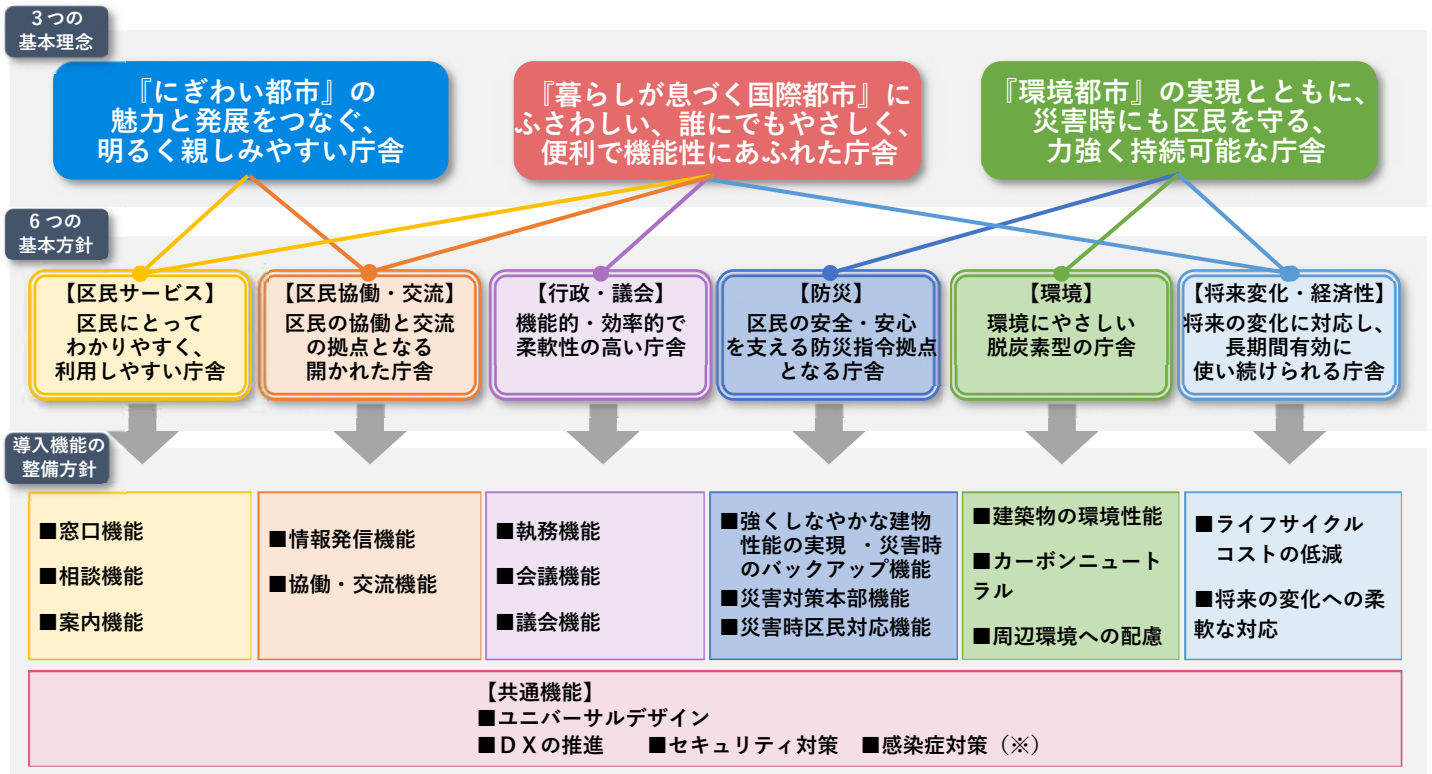 3つの
基本理念
『にぎわい都市』の
魅力と発展をつなぐ、
明るく親しみやすい庁舎
『暮らしが息づく国際都市』に
ふさわしい、誰にでもやさしく、
便利で機能性にあふれた庁舎
『環境都市』の実現とともに、
災害時にも区民を守る、
力強く持続可能な庁舎
6つの
基本方針
【区民サービス】
区民にとって
わかりやすく、
利用しやすい庁舎
【区民協働・交流】
区民の協働と交流
の拠点となる
開かれた庁舎
【行政・議会】
機能的・効率的で
柔軟性の高い庁舎
【防災】
区民の安全・安心
を支える防災指令拠点
となる庁舎
【環境】
環境にやさしい
脱炭素型の庁舎
【将来変化・経済性】
将来の変化に対応し、
長期間有効に
使い続けられる庁舎
導入機能の
整備方針
■窓口機能
■相談機能
■案内機能
■情報発信機能
■協働・交流機能
■執務機能
■会議機能
■議会機能
■強くしなやかな建物
性能の実現 ・災害時
のバックアップ機能
■災害対策本部機能
■災害時区民対応機能
■建築物の環境性能
■カーボンニュート
ラル
■周辺環境への配慮
■ライフサイクル
コストの低減
■将来の変化への柔
軟な対応
【共通機能】
■ユニバーサルデザイン
■DXの推進 ■セキュリティ対策 ■感染症対策（※）